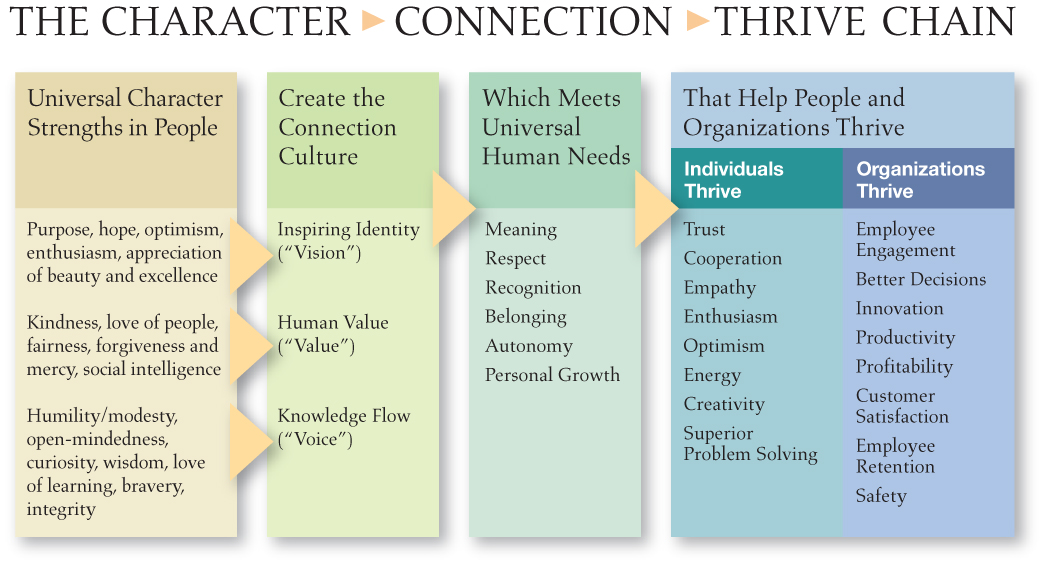 THE CHARACTER CONNECTION THRIVE CHAIN
Universal Character
Strengths in People
Purpose, hope, optimism,
enthusiasm, appreciation
of beauty and excellence
Kindness, love of people,
fairness, forgiveness and
mercy, social intelligence
Humility/modesty,
open-mindedness,
curiosity, wisdom, love
of learning, bravery,
integrity
Create the
Connection
Culture
Inspiring Identity
(“Vision”)
Human Value
(“Value”)
Knowledge Flow
(“Voice”)
Which Meets
Universal
Human Needs
Meaning
Respect
Recognition
Belonging
Autonomy
Personal Growth
That Help People and
Organizations Thrive
Individuals
Thrive
Trust
Cooperation
Empathy
Enthusiasm
Optimism
Energy
Creativity
Superior
Problem Solving
Organizations
Thrive
Employee
Engagement
Better Decisions
Innovation
Productivity
Profitability
Customer
Satisfaction
Employee
Retention
Safety